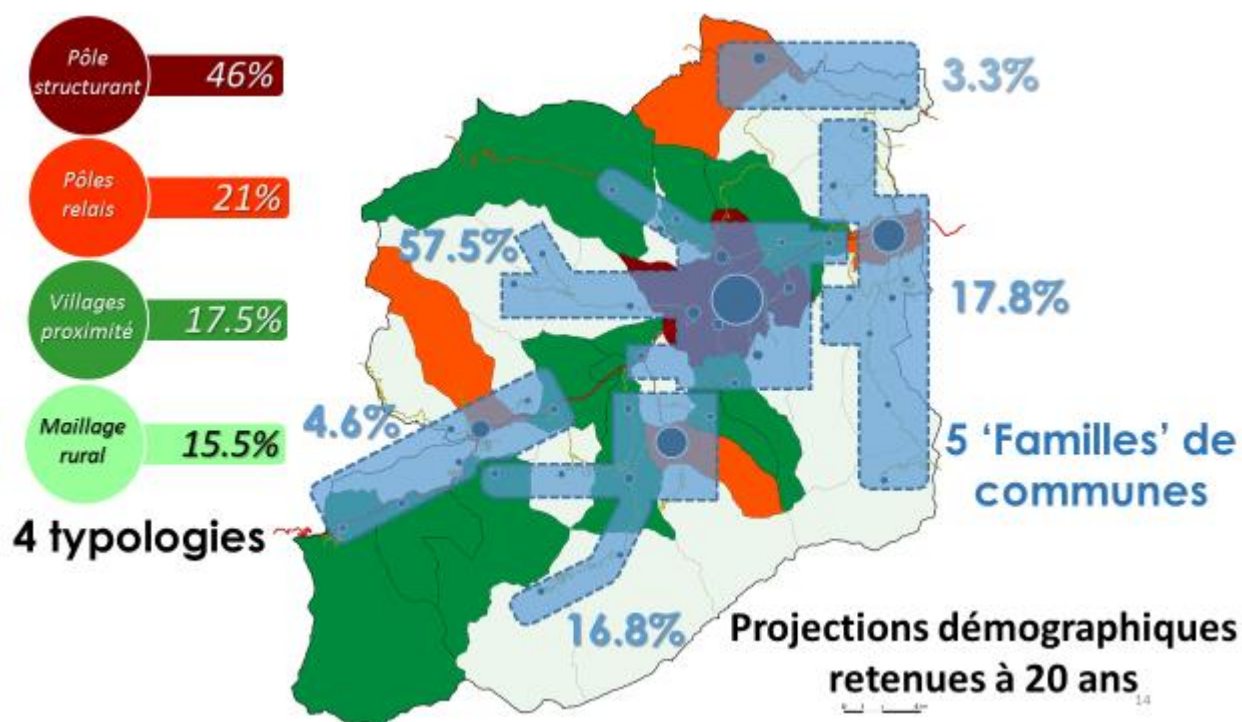 Pôle
structurant
46%
Pôles
relais
21%
Villages
proximité
17.5%
Maillage
rural
15.5%
4 typologies
3.3%
57.5%
17.8%
4.6%
5 'Familles' de
communes
16.8%
Projections démographiques
retenues à 20 ans
14